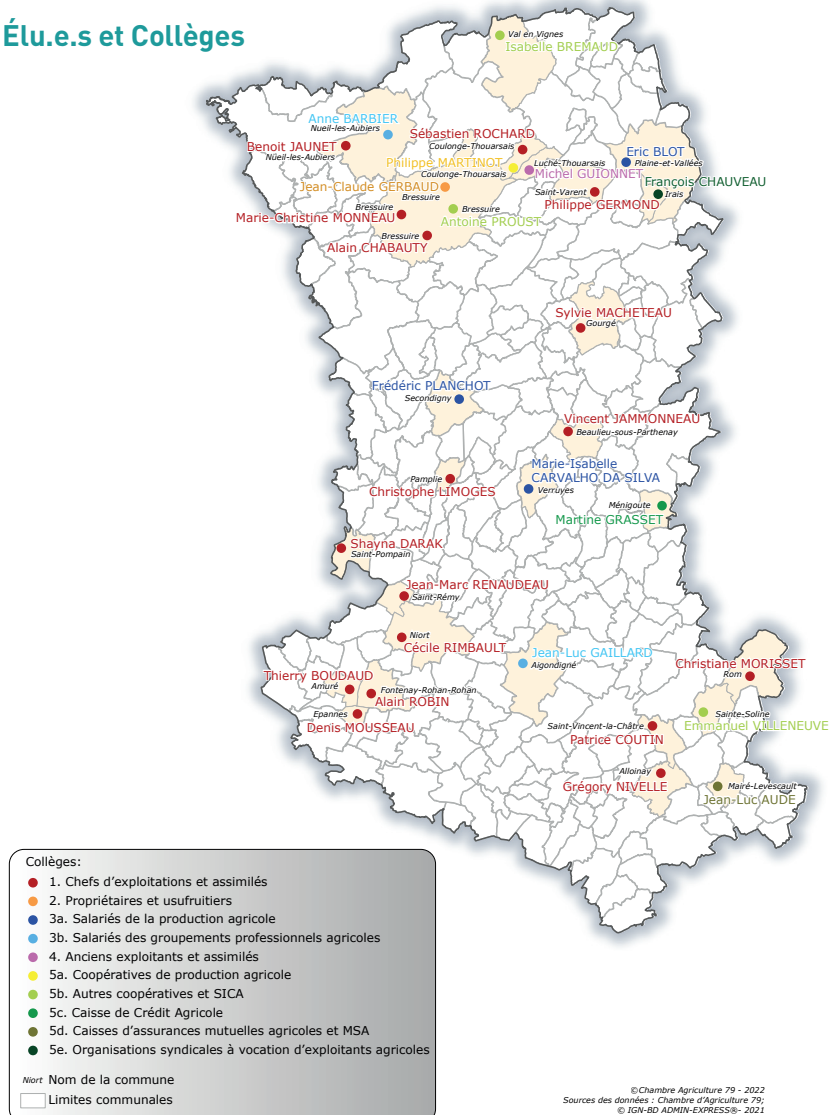 Élu.e.s et Collèges
Val en Vignes
Isabelle BREMAUD
Anne BARBIER
Nueil-les-Aubiers
Benoit JAUNET
Nüeil-les-Aubiers
Sébastien ROCHARD
Coulonge-Thouarsais
Philippe MARTINOT
Coulonge-Thouarsais
Luché-Thouarsais
Michel GUIONNET
Eric BLOT
Plaine-et-Vallées
François CHAUVEAU
Irais
Jean-Claude GERBAUD
Bressuire
Saint-Varent
Philippe GERMOND
Bressuire
Marie-Christine MONNEAU
Bressuire
Antoine PROUST
Bressuire
Alain CHABAUTY
Sylvie MACHETEAU
Gourgé
Frédéric PLANCHOT
Secondigny
Vincent JAMMONNEAU
Beaulieu-sous-Parthenay
Marie-Isabelle
CARVALHO DA SILVA
Verruyes
Pamplie
Christophe LIMOGES
Ménigoute
Martine GRASSET
Shayna DARAK
Saint-Pompain
Jean-Marc RENAUDEAU
Saint-Rémy
Niort
Cécile RIMBAULT
Jean-Luc GAILLARD
Aigondigné
Christiane MORISSET
Rom
Thierry BOUDAUD
Amuré
Fontenay-Rohan-Rohan
Alain ROBIN
Epannes
Denis MOUSSEAU
Sainte-Soline
Emmanuel VILLENEUVE
Saint-Vincent-la-Châtre
Patrice COUTIN
Alloinay
Grégory NIVELLE
Mairé-Levescault
Jean-Luc AUDE
Collèges:
1. Chefs d'exploitations et assimilés
2. Propriétaires et usufruitiers
3a. Salariés de la production agricole
3b. Salariés des groupements professionnels agricoles
4. Anciens exploitants et assimilés
5a. Coopératives de production agricole
5b. Autres coopératives et SICA
5c. Caisse de Crédit Agricole
5d. Caisses d'assurances mutuelles agricoles et MSA
5e. Organisations syndicales à vocation d'exploitants agricoles
Niort Nom de la commune
Limites communales
©Chambre Agriculture 79 - 2022
Sources des données : Chambre d'Agriculture 79;
© IGN-BD ADMIN-EXPRESS®- 2021